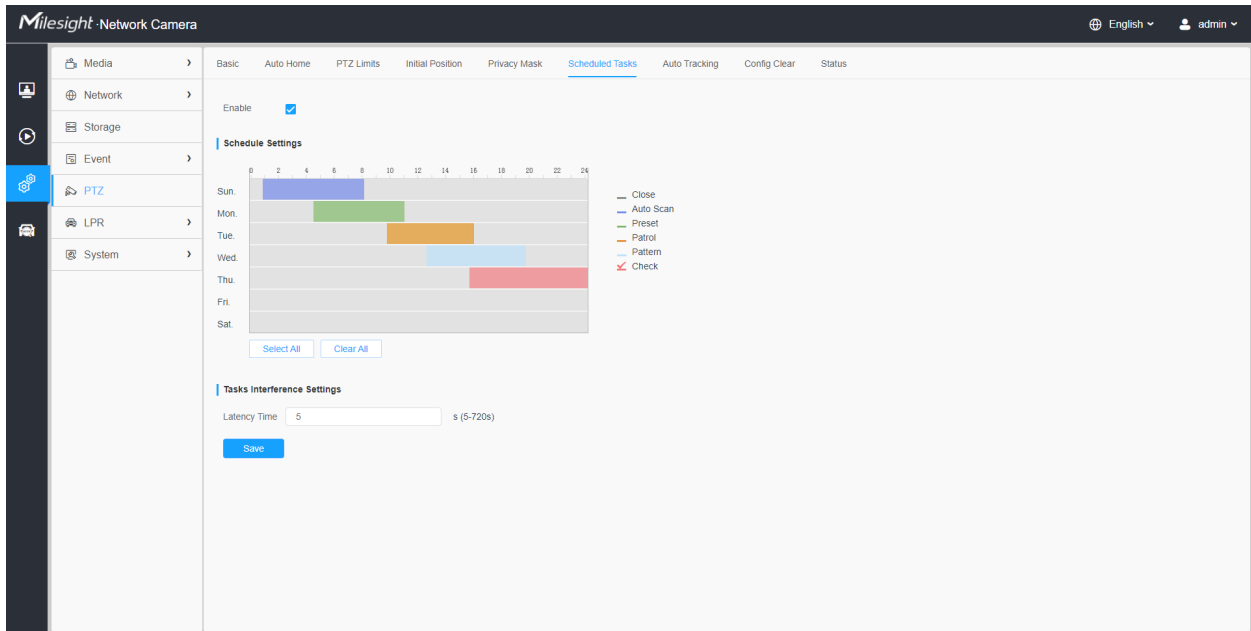 Milesight · Network Camera
English
admin
Media
Network
Storage
Event
PTZ
LPR
System
Basic Auto Home PTZ Limits Initial Position Privacy Mask Scheduled Tasks Auto Tracking Config Clear Status
Enable
Schedule Settings
0 2 4 6 8 10 12 14 16 18 20 22 24
Sun.
Mon.
Tue.
Wed.
Thu.
Fri.
Sat.
Close
Auto Scan
Preset
Patrol
Pattern
Check
Select All Clear All
Tasks Interference Settings
Latency Time 5 s (5-720s)
Save